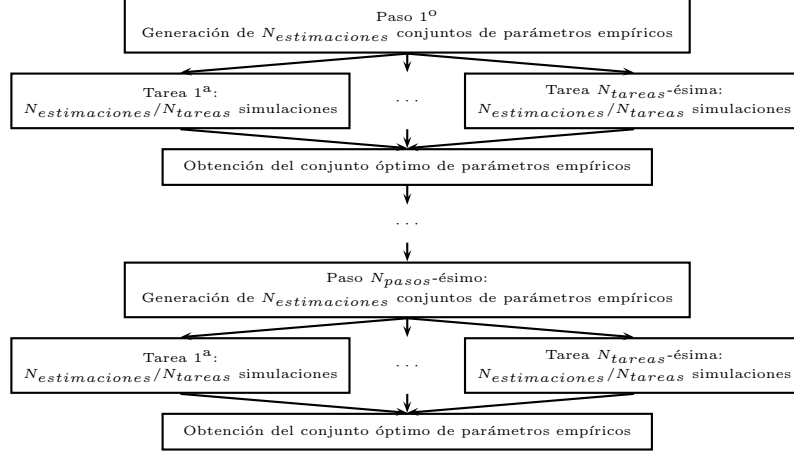 Paso 1º
Generación de N_estimaciones conjuntos de parámetros empíricos
Tarea 1ª:
N_estimaciones/N_tareas simulaciones
...
Tarea N_tareas-ésima:
N_estimaciones/N_tareas simulaciones
Obtención del conjunto óptimo de parámetros empíricos
...
Paso N_pasos-ésimo:
Generación de N_estimaciones conjuntos de parámetros empíricos
Tarea 1ª:
N_estimaciones/N_tareas simulaciones
...
Tarea N_tareas-ésima:
N_estimaciones/N_tareas simulaciones
Obtención del conjunto óptimo de parámetros empíricos